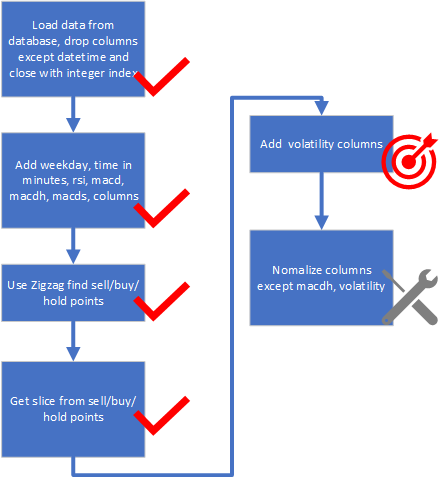 Load data from
database, drop columns
except datetime and
close with integer index
Add weekday, time in
minutes, rsi, macd,
macdh, macds, columns
Use Zigzag find sell/buy/
hold points
Get slice from sell/buy/
hold points
Add  volatility columns
Nomalize columns
except macdh, volatility